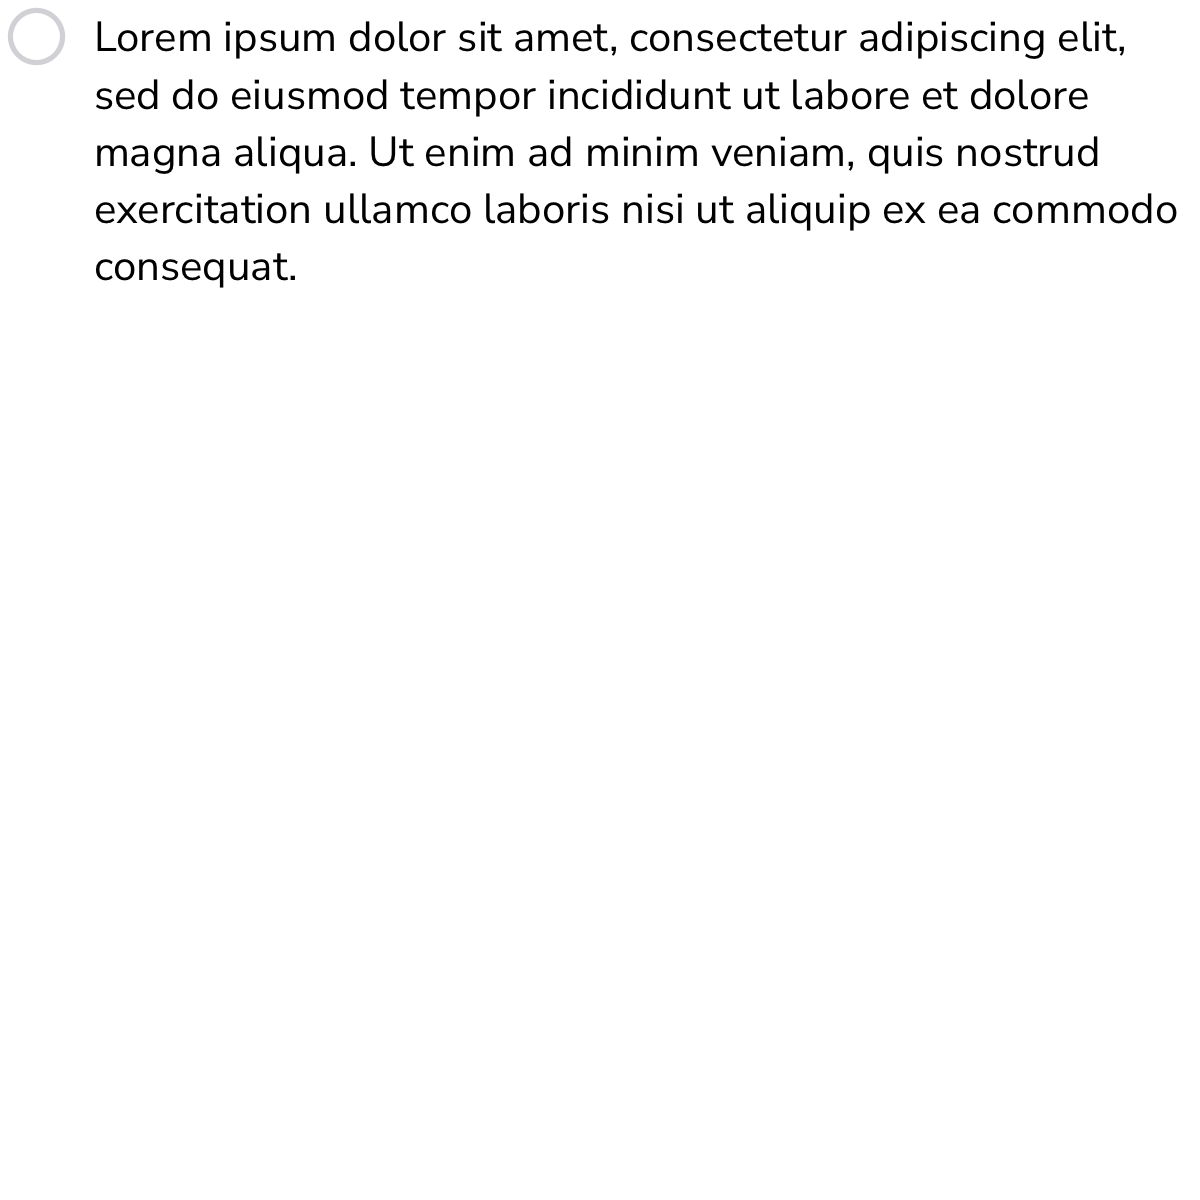 Lorem ipsum dolor sit amet, consectetur adipiscing elit,
sed do eiusmod tempor incididunt ut labore et dolore
magna aliqua. Ut enim ad minim veniam, quis nostrud
exercitation ullamco laboris nisi ut aliquip ex ea commodo
consequat.